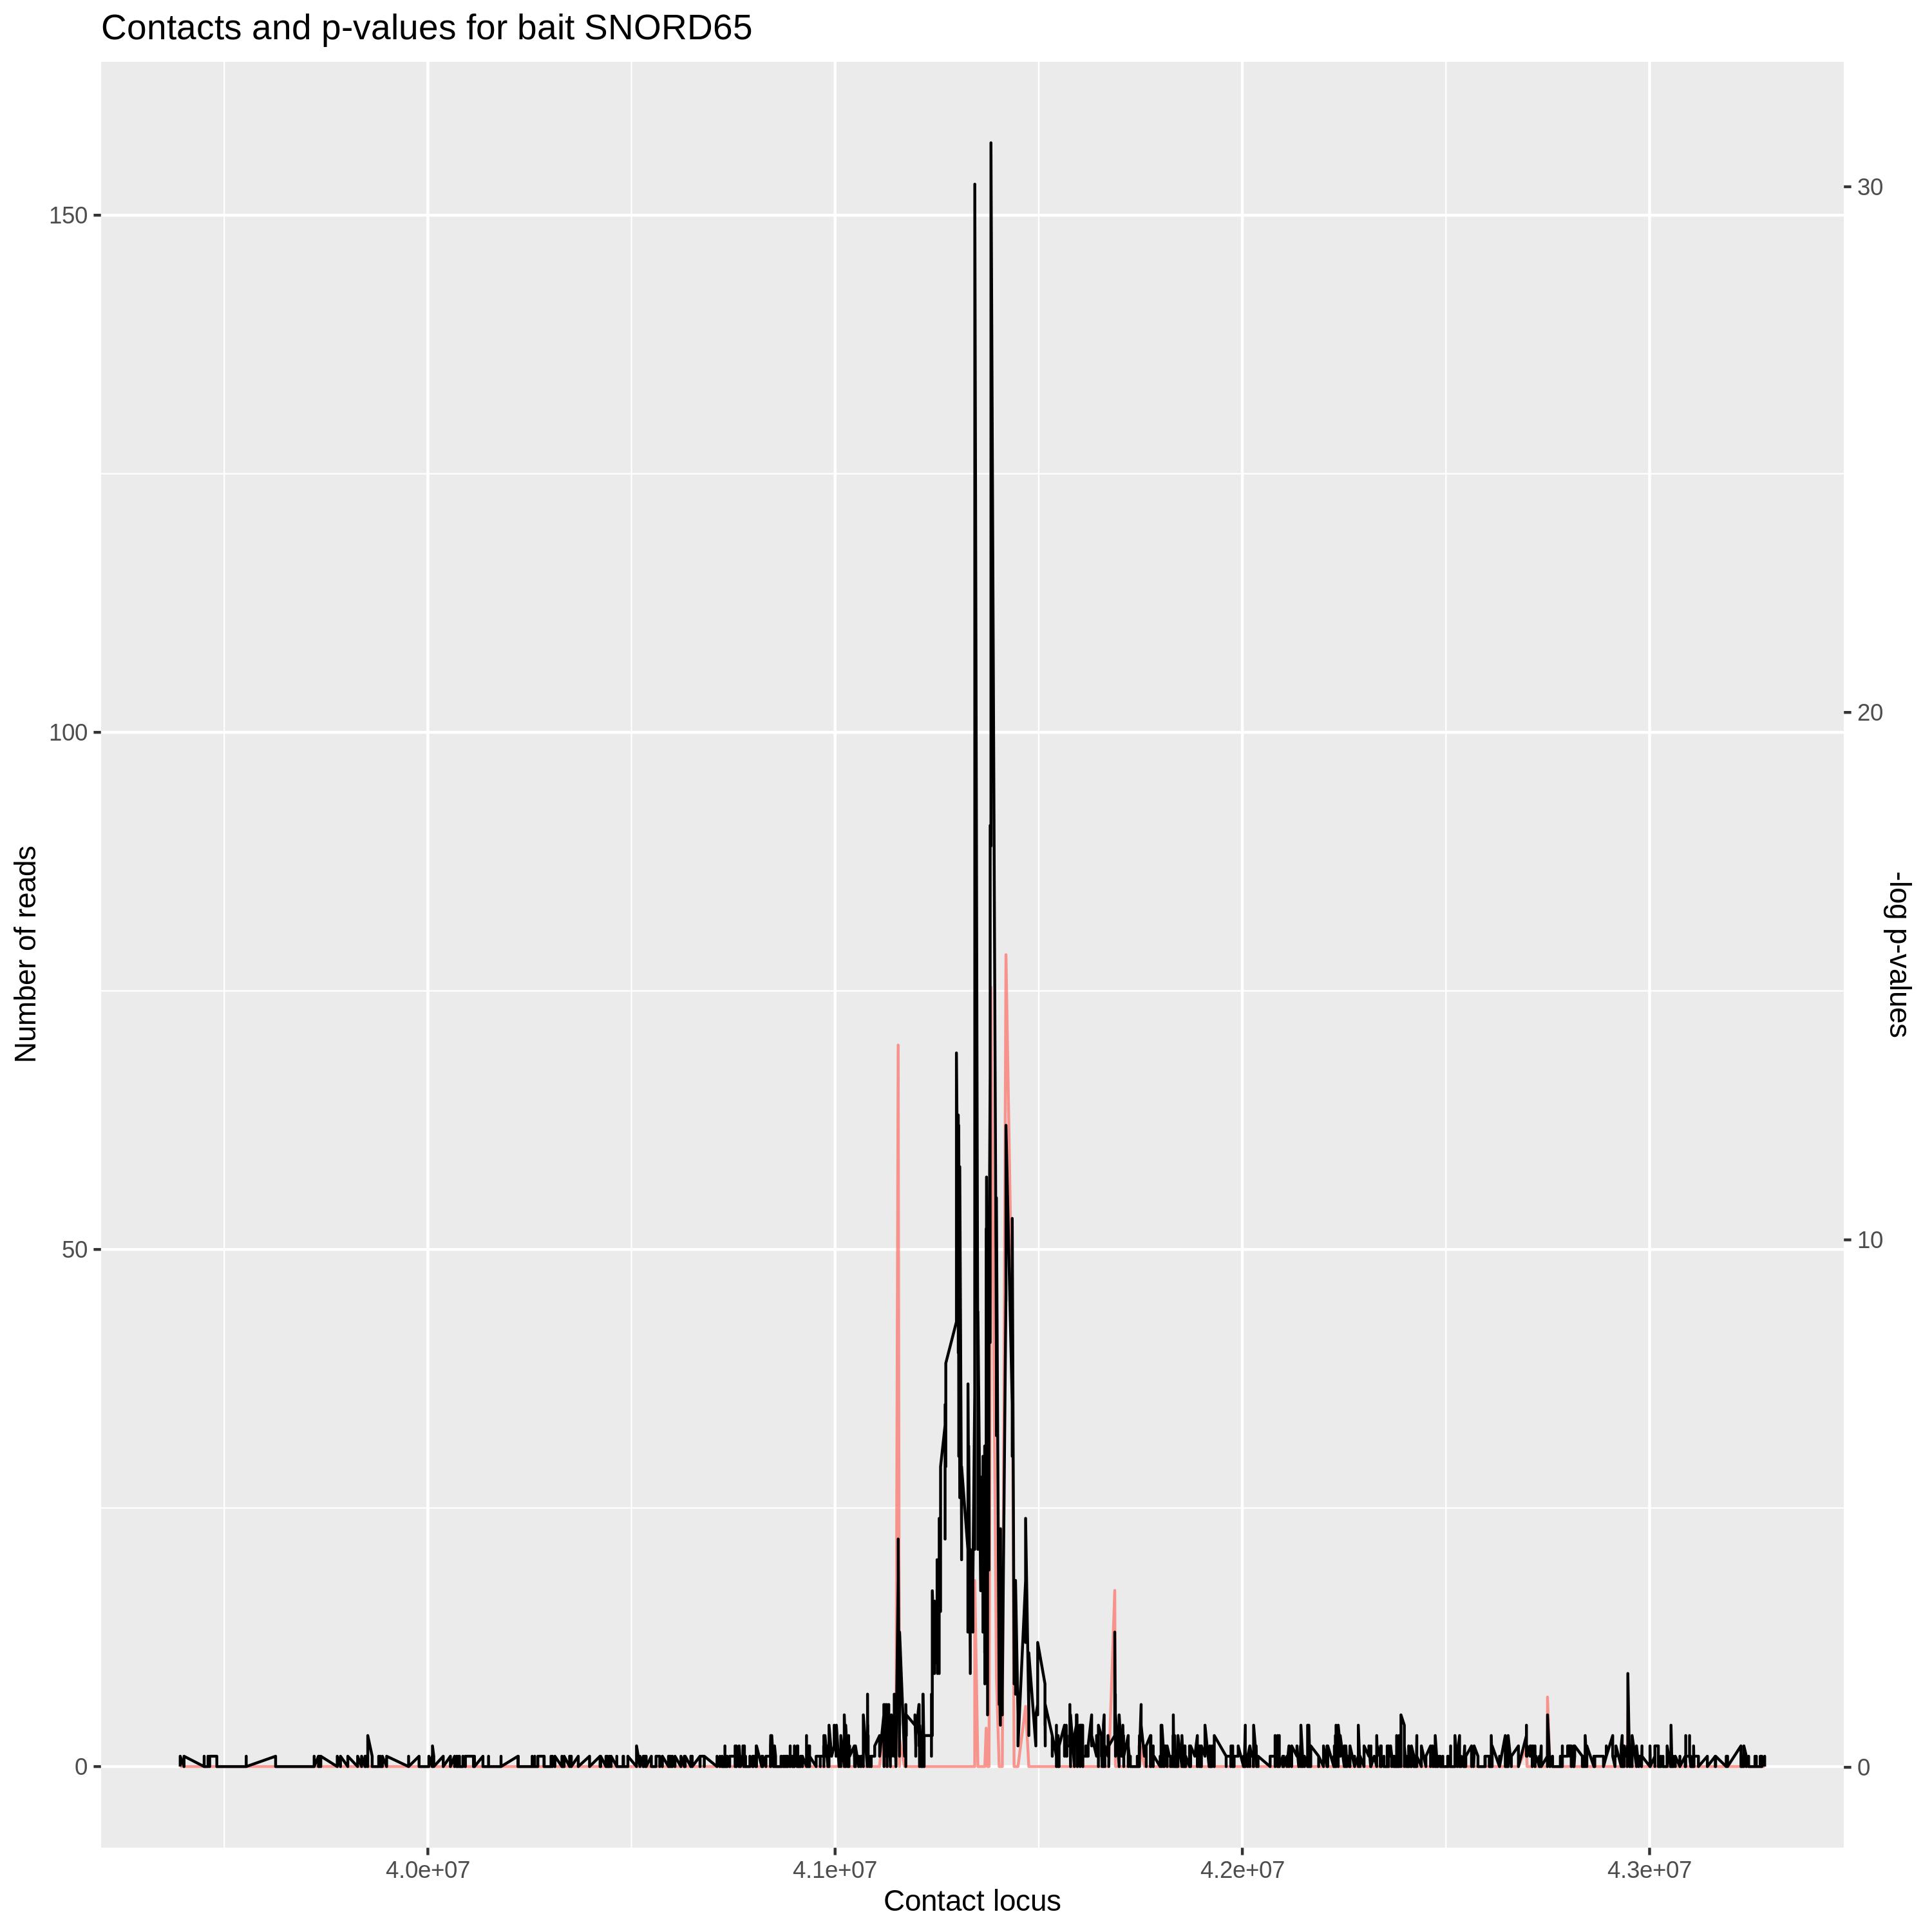 Contacts and p-values for bait SNORD65
150
100
50
0
Number of reads
30
20
10
0
-log p-values
4.0e+07
4.1e+07
4.2e+07
4.3e+07
Contact locus